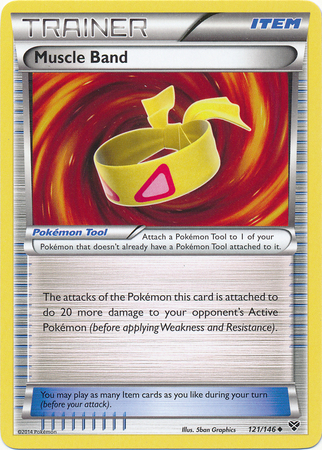 TRAINER ITEM
Muscle Band
Pokémon Tool
Attach a Pokémon Tool to 1 of your
Pokémon that doesn't already have a Pokémon Tool attached to it.
The attacks of the Pokémon this card is attached to
do 20 more damage to your opponent's Active
Pokémon (before applying Weakness and Resistance).
You may play as many Item cards as you like during your turn
(before your attack).
©2014 Pokémon Illus. 5ban Graphics 121/146